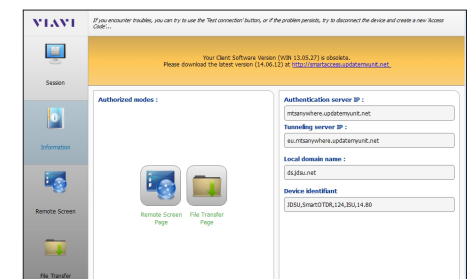 VIAVI
If you encounter troubles, you can try to use the 'Test connection' button, or if the problem persists, try to disconnect the device and create a new 'Access
Code'...
Your Client Software Version (WIN 13.05.27) is obsolete.
Please download the latest version (14.06.12) at http://smartaccess.updatemyunit.net
Session
Information
Remote Screen
File Transfer
Authorized modes :
Remote Screen
Page
File Transfer
Page
Authentication server IP :
mtsanywhere.updatemyunit.net
Tunneling server IP :
eu.mtsanywhere.updatemyunit.net
Local domain name :
ds.jdsu.net
Device identifiant
JDSU,SmartOTDR,124,ISU,14.80